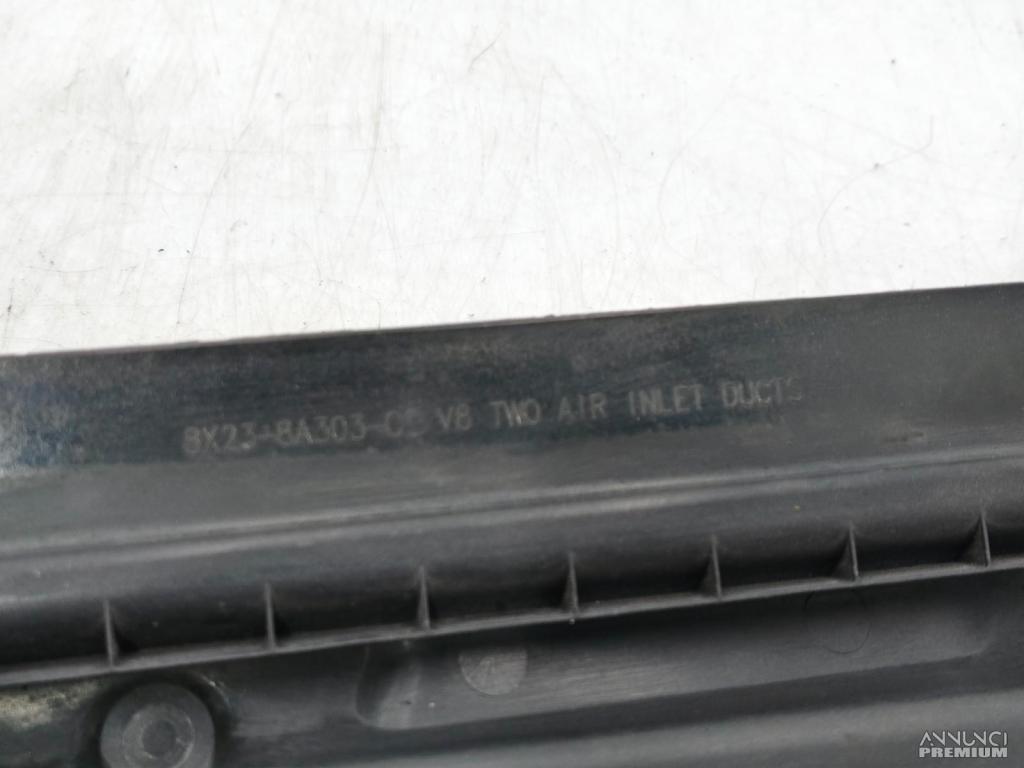 8X23-8A303-CC V8 TWO AIR INLET DUCTS
ANNUNCI
PREMIUM